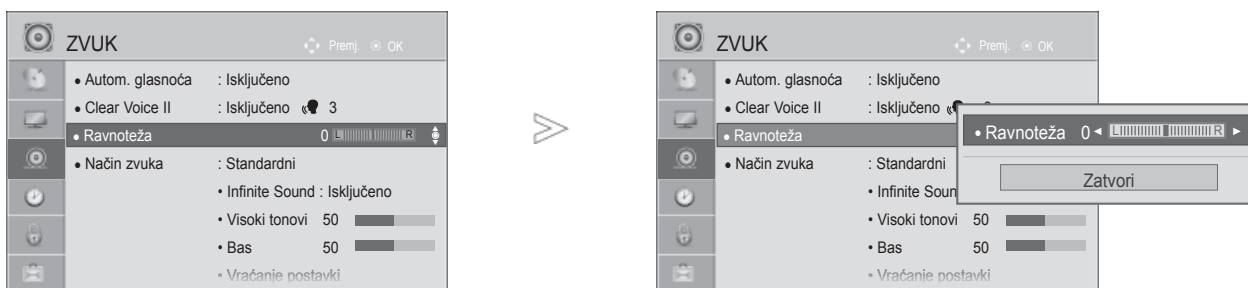 ZVUK
Premj. OK
• Autom. glasnoća : Isključeno
• Clear Voice II : Isključeno 3
• Ravnoteža 0 L R
• Način zvuka : Standardni
• Infinite Sound : Isključeno
• Visoki tonovi 50
• Bas 50
• Vraćanje postavki
ZVUK
Premj. OK
• Autom. glasnoća : Isključeno
• Clear Voice II : Isključeno
• Ravnoteža
• Način zvuka : Standardni
• Infinite Soun
• Visoki tonovi 50
• Bas 50
• Vraćanje postavki
• Ravnoteža 0 ◄ L R ►
Zatvori